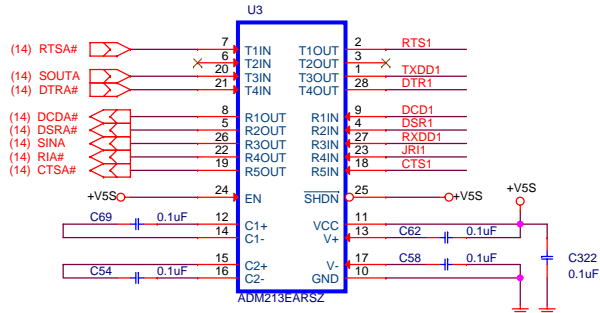 U3
(14) RTSA# 7 T1IN T1OUT 2 RTS1
6 T2IN T2OUT 3
(14) SOUTA 20 T3IN T3OUT 1 TXDD1
(14) DTRA# 21 T4IN T4OUT 28 DTR1
(14) DCDA# 8 R1OUT R1IN 9 DCD1
(14) DSRA# 5 R2OUT R2IN 4 DSR1
(14) SINA 26 R3OUT R3IN 27 RXDD1
(14) RIA# 22 R4OUT R4IN 23 JRI1
(14) CTSA# 19 R5OUT R5IN 18 CTS1
+V5S 24 EN SHDN 25 +V5S
+V5S
C69 0.1uF 12 C1+ VCC 11
14 C1- V+ 13 C62 0.1uF
C322
0.1uF
C54 0.1uF 15 C2+ V- 17 C58 0.1uF
16 C2- GND 10
ADM213EARSZ